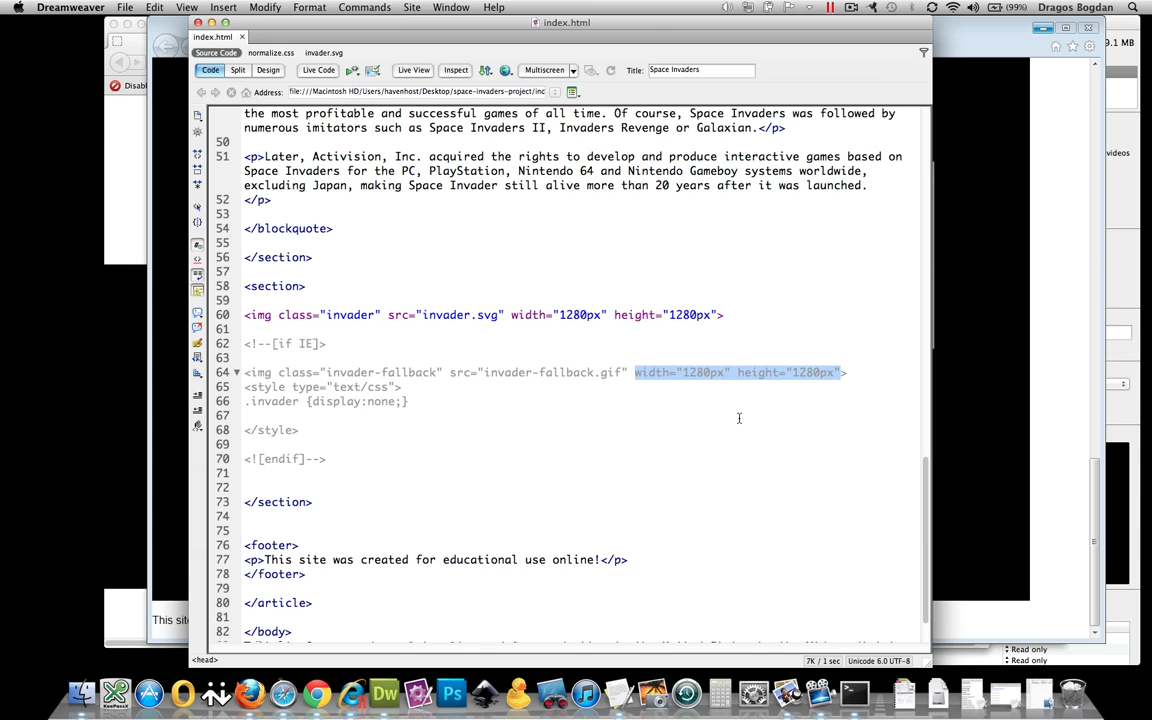 Dreamweaver File Edit View Insert Modify Format Commands Site Window Help (99%) Dragos Bogdan
index.html
index.html
Source Code normalize.css invader.svg
Code Split Design Live Code Live View Inspect Multiscreen Title: Space Invaders
Address: file:///Macintosh HD/Users/havenhost/Desktop/space-invaders-project/ind
9.1 MB
Disabl
videos
the most profitable and successful games of all time. Of course, Space Invaders was followed by
numerous imitators such as Space Invaders II, Invaders Revenge or Galaxian.</p>
50
51 <p>Later, Activision, Inc. acquired the rights to develop and produce interactive games based on
Space Invaders for the PC, PlayStation, Nintendo 64 and Nintendo Gameboy systems worldwide,
excluding Japan, making Space Invader still alive more than 20 years after it was launched.
52 </p>
53
54 </blockquote>
55
56 </section>
57
58 <section>
59
60 <img class="invader" src="invader.svg" width="1280px" height="1280px">
61
62 <!--[if IE]>
63
64 <img class="invader-fallback" src="invader-fallback.gif" width="1280px" height="1280px">
65 <style type="text/css">
66 .invader {display:none;}
67
68 </style>
69
70 <![endif]-->
71
72
73 </section>
74
75
76 <footer>
77 <p>This site was created for educational use online!</p>
78 </footer>
79
80 </article>
81
82 </body>
This site
<head> 7K / 1 sec Unicode 6.0 UTF-8
Read only
Read only
Dw Ps